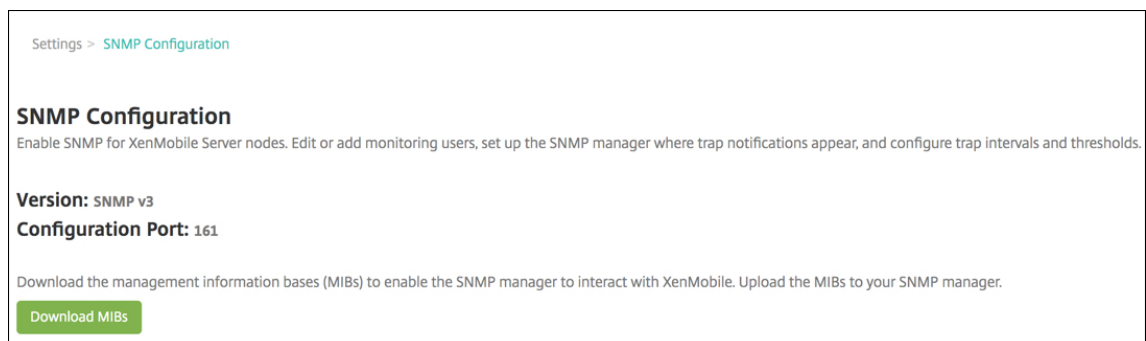 Settings > SNMP Configuration
SNMP Configuration
Enable SNMP for XenMobile Server nodes. Edit or add monitoring users, set up the SNMP manager where trap notifications appear, and configure trap intervals and thresholds.
Version: SNMP v3
Configuration Port: 161
Download the management information bases (MIBs) to enable the SNMP manager to interact with XenMobile. Upload the MIBs to your SNMP manager.
Download MIBs